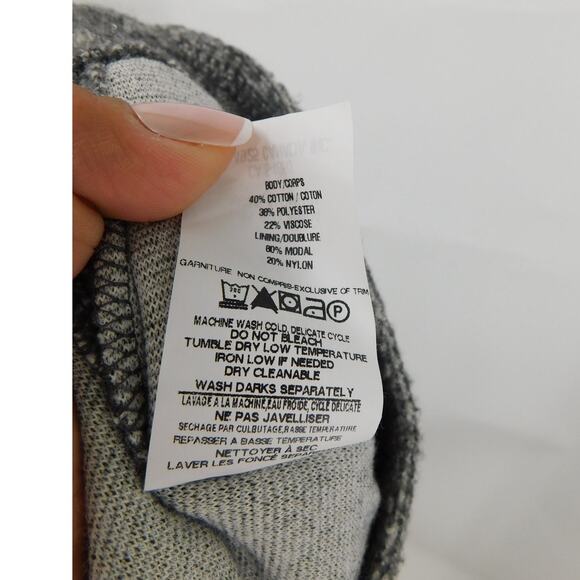 BODY/CORPS
40% COTTON / COTON
38% POLYESTER
22% VISCOSE
LINING/DOUBLURE
80% MODAL
20% NYLON
GARNITURE NON COMPRIS-EXCLUSIVE OF TRIM
P
MACHINE WASH COLD, DELICATE CYCLE
DO NOT BLEACH
TUMBLE DRY LOW TEMPERATURE
IRON LOW IF NEEDED
DRY CLEANABLE
WASH DARKS SEPARATELY
LAVAGE A LA MACHINE,EAU FROIDE, CYCLE DELICATE
NE PAS JAVELLISER
SECHAGE PAR CULBUTAGE,BASSE TEMPERATURE
REPASSER A BASSE TEMPERATURE
NETTOYER A SEC.
LAVER LES FONCE